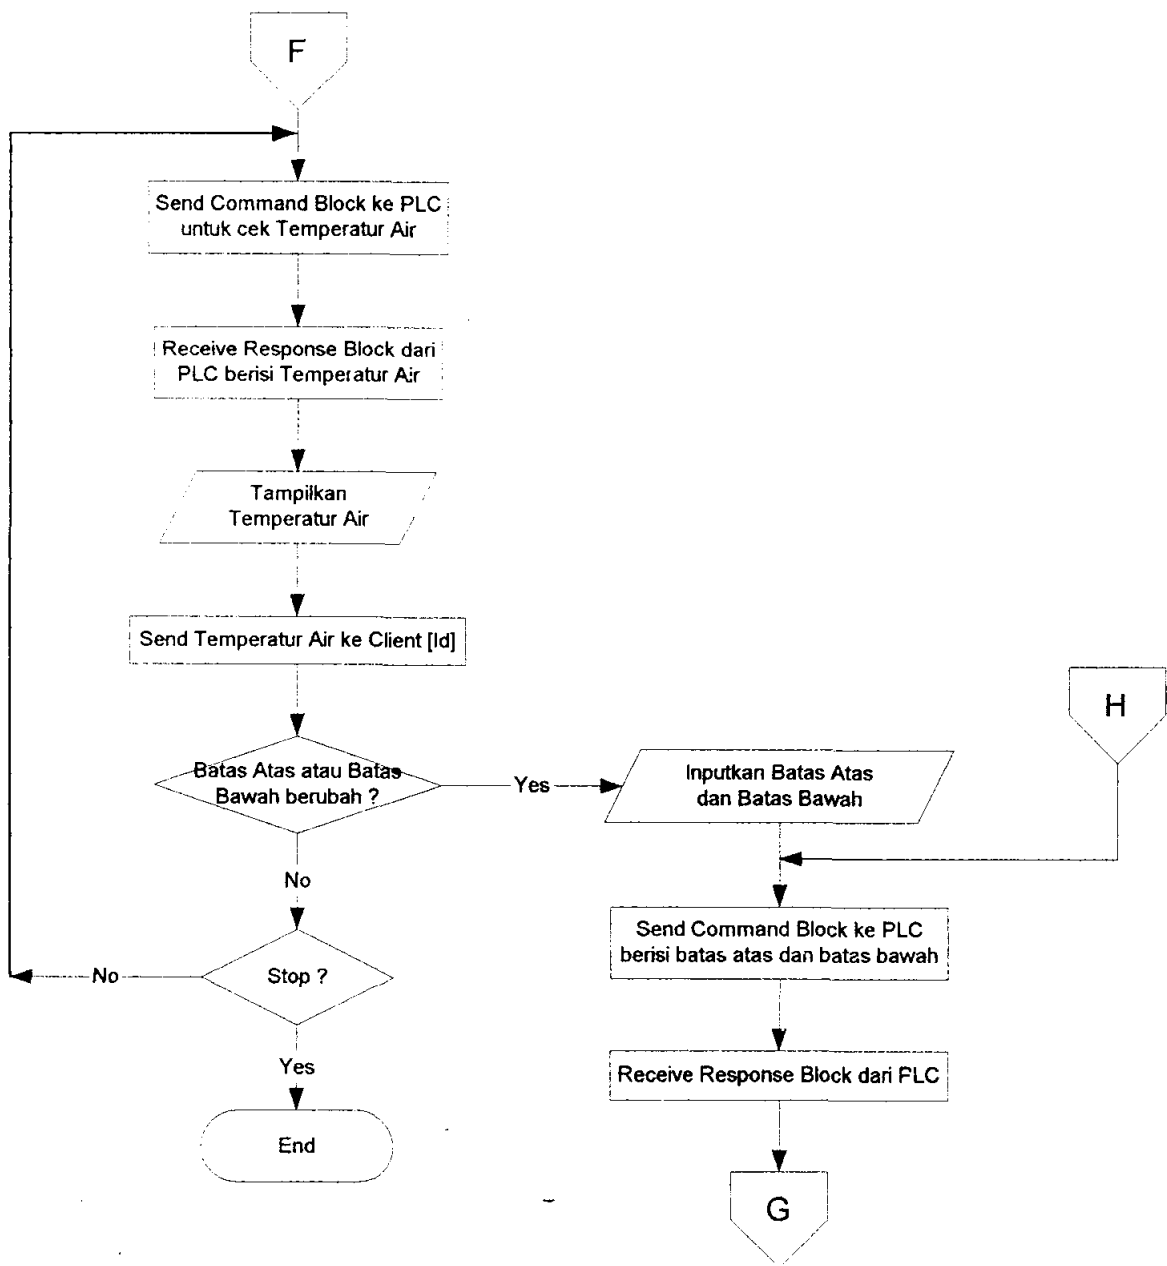 F
Send Command Block ke PLC
untuk cek Temperatur Air
Receive Response Block dari
PLC berisi Temperatur Air
Tampilkan
Temperatur Air
Send Temperatur Air ke Client [Id]
Batas Atas atau Batas
Bawah berubah ?
Yes
Inputkan Batas Atas
dan Batas Bawah
H
No
Send Command Block ke PLC
berisi batas atas dan batas bawah
Stop ?
No
Yes
Receive Response Block dari PLC
End
G